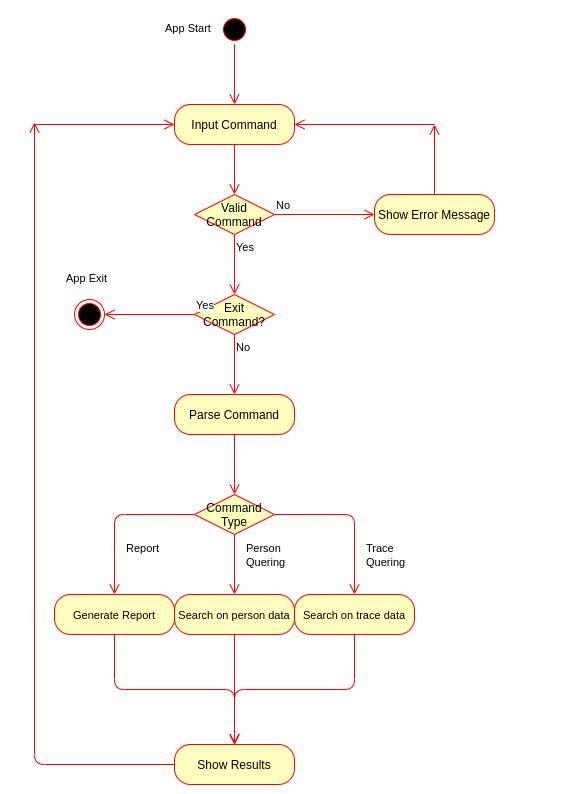 App Start
Input Command
Valid
Command
No
Show Error Message
Yes
App Exit
Yes
Exit
Command?
No
Parse Command
Command
Type
Report
Person
Quering
Trace
Quering
Generate Report
Search on person data
Search on trace data
Show Results